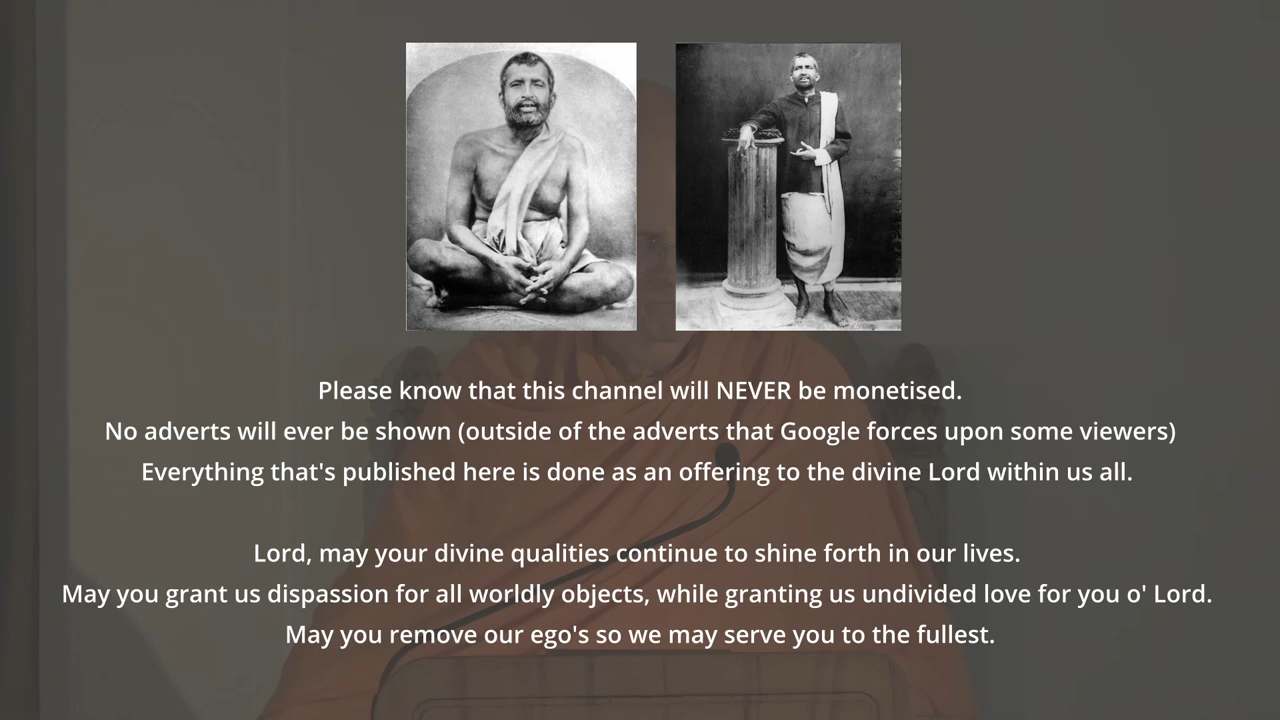 Please know that this channel will NEVER be monetised.
No adverts will ever be shown (outside of the adverts that Google forces upon some viewers)
Everything that's published here is done as an offering to the divine Lord within us all.
Lord, may your divine qualities continue to shine forth in our lives.
May you grant us dispassion for all worldly objects, while granting us undivided love for you o' Lord.
May you remove our ego's so we may serve you to the fullest.